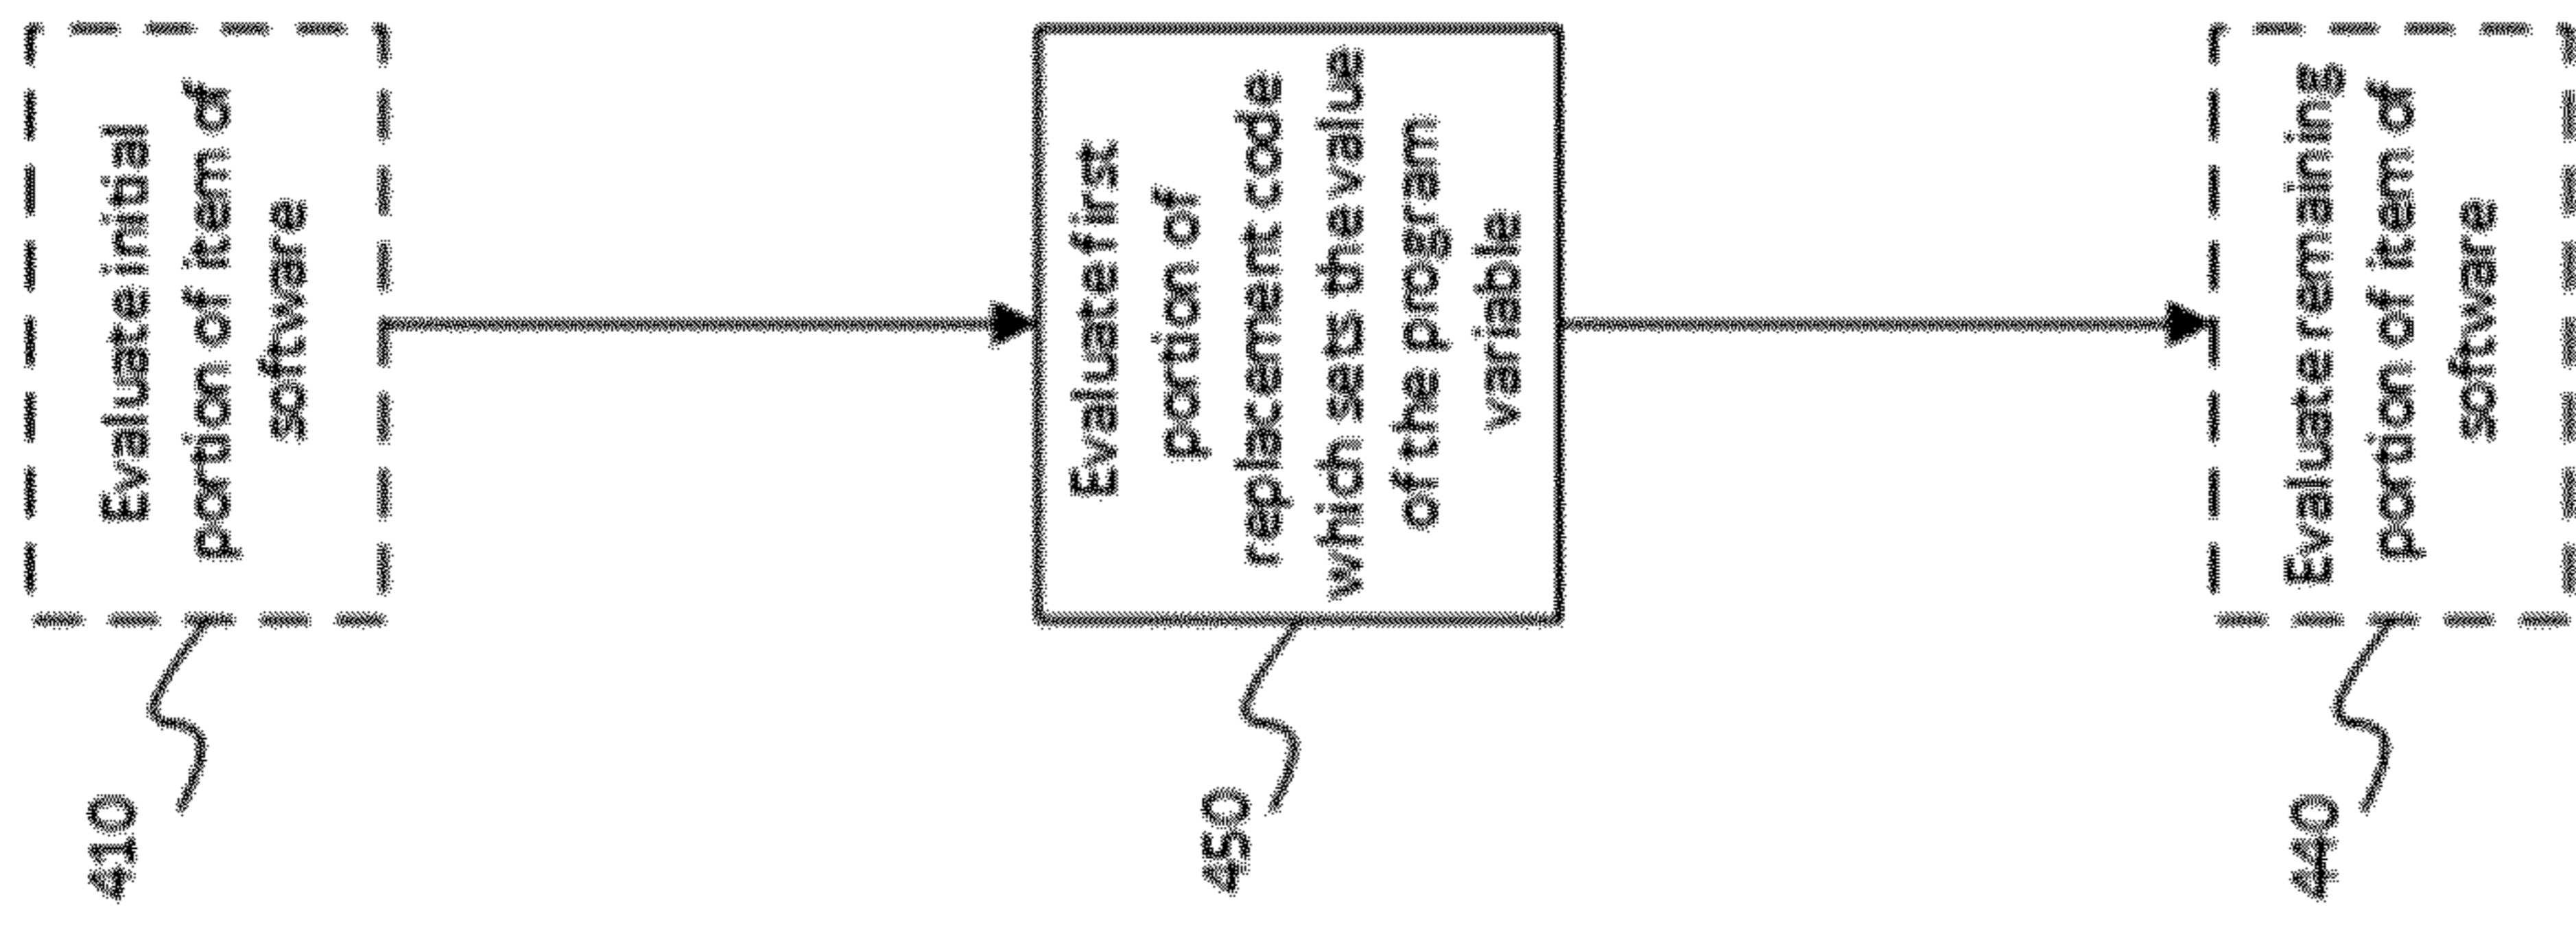 Evaluate initial
portion of item of
software
410
Evaluate first
portion of
replacement code
which sets the value
of the program
variable
450
Evaluate remaining
portion of item of
software
440